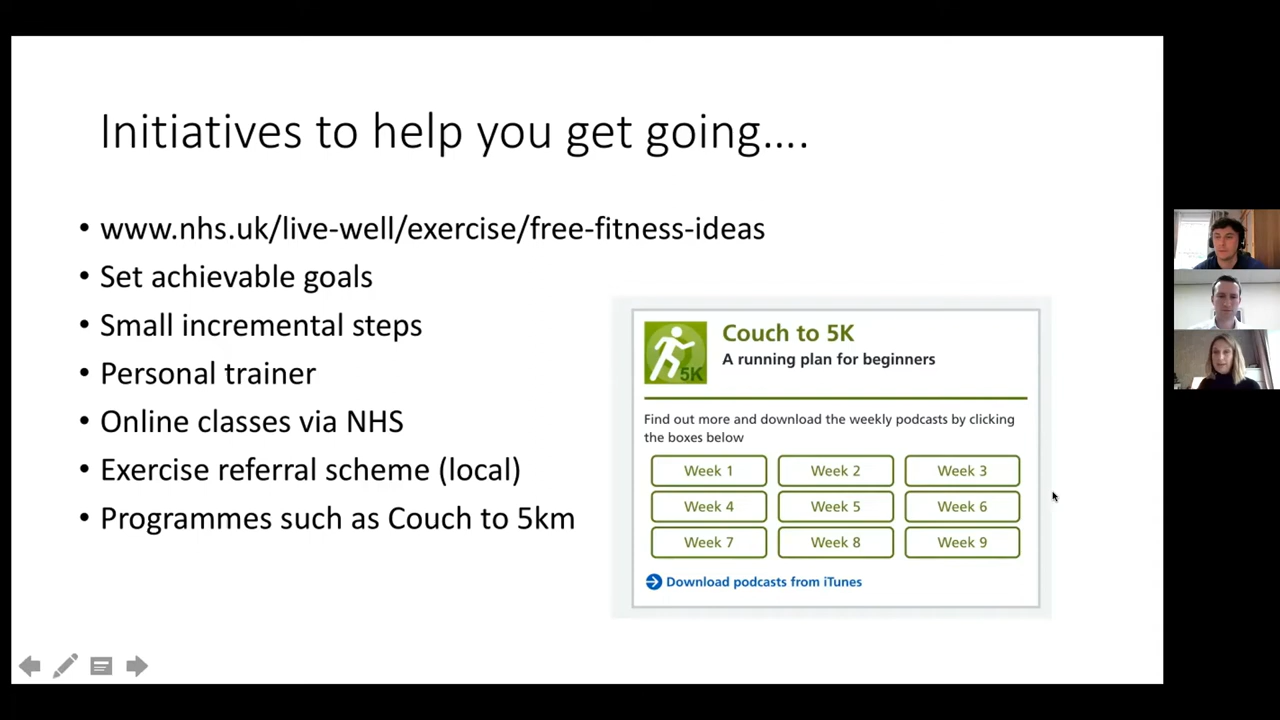 Initiatives to help you get going....
• www.nhs.uk/live-well/exercise/free-fitness-ideas
• Set achievable goals
• Small incremental steps
• Personal trainer
• Online classes via NHS
• Exercise referral scheme (local)
• Programmes such as Couch to 5km
Couch to 5K
A running plan for beginners
5K
Find out more and download the weekly podcasts by clicking
the boxes below
Week 1 Week 2 Week 3
Week 4 Week 5 Week 6
Week 7 Week 8 Week 9
Download podcasts from iTunes